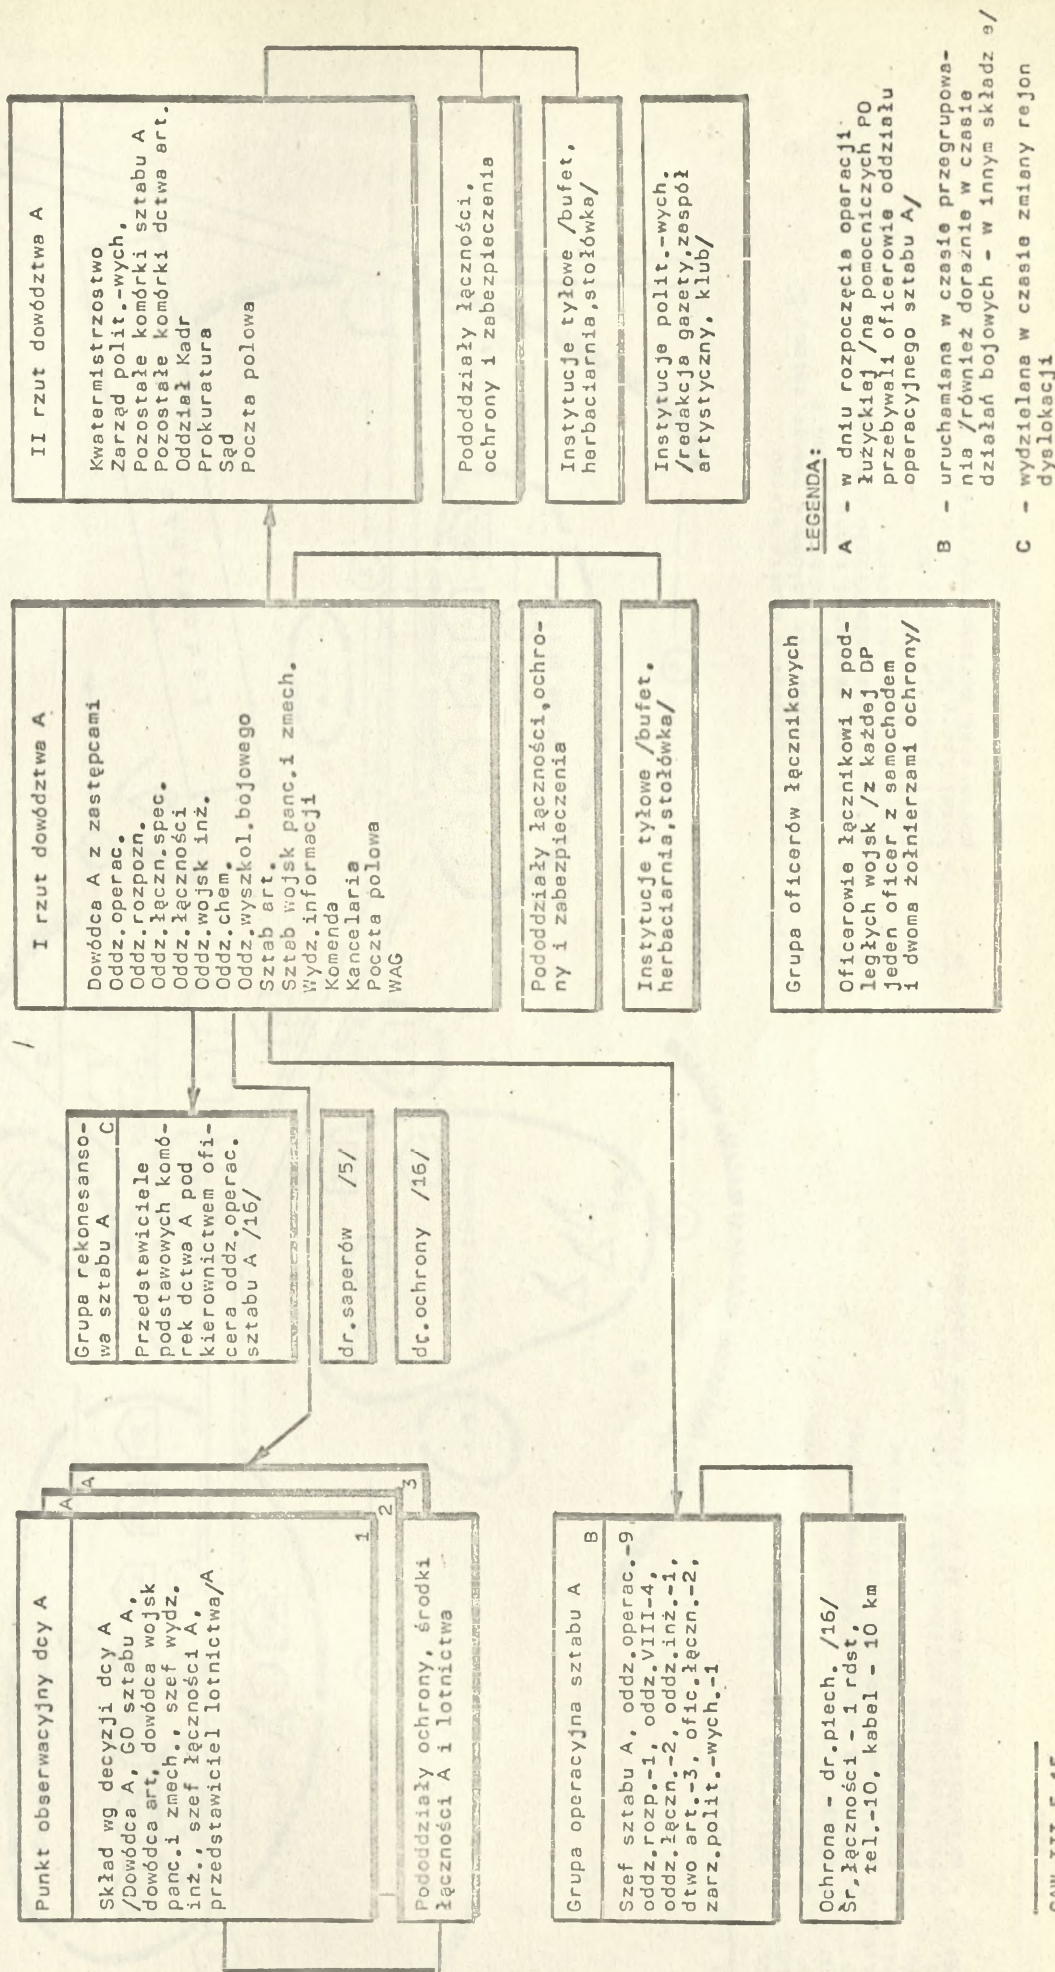 Punkt obserwacyjny dcy A
A
A
Skład wg decyzji dcy A
/Dowódca A, GO sztabu A,
dowódca art, dowódca wojsk
panc.i zmech., szef wydz.
inż., szef łączności A,
przedstawiciel lotnictwa/A
1
2
3
Pododdziały ochrony, środki
łączności A i lotnictwa
Grupa operacyjna sztabu A
B
Szef sztabu A, oddz.operac.-9
oddz.rozp.-1, oddz.VIII-4,
oddz.łączn.-2, oddz.inż.-1,
dtwo art.-3, ofic.łączn.-2,
zarz.polit.-wych.-1
Ochrona - dr.piech. /16/
Śr.łączności - 1 rdst,
tel.-10, kabel - 10 km
Grupa rekonesanso-
wa sztabu A C
Przedstawiciele
podstawowych komó-
rek dctwa A pod
kierownictwem ofi-
cera oddz.operac.
sztabu A /16/
dr.saperów /5/
dr.ochrony /16/
I rzut dowództwa A
Dowódca A z zastępcami
Oddz.operac.
Oddz.rozpozn.
Oddz.łączn.spec.
Oddz.łączności
Oddz.wojsk inż.
Oddz.chem.
Oddz.wyszkol.bojowego
Sztab art.
Sztab wojsk panc.i zmech.
Wydz.informacji
Komenda
Kancelaria
Poczta polowa
WAG
Pododdziały łączności,ochro-
ny i zabezpieczenia
Instytucje tyłowe /bufet,
herbaciarnia,stołówka/
Grupa oficerów łącznikowych
Oficerowie łącznikowi z pod-
ległych wojsk /z każdej DP
jeden oficer z samochodem
i dwoma żołnierzami ochrony/
II rzut dowództwa A
Kwatermistrzostwo
Zarząd polit.-wych.
Pozostałe komórki sztabu A
Pozostałe komórki dctwa art.
Oddział Kadr
Prokuratura
Sąd
Poczta polowa
Pododdziały łączności,
ochrony i zabezpieczenia
Instytucje tyłowe /bufet,
herbaciarnia,stołówka/
Instytucje polit.-wych.
/redakcja gazety,zespół
artystyczny, klub/
LEGENDA:
A - w dniu rozpoczęcia operacji
łużyckiej /na pomocniczych PO
przebywali oficerowie oddziału
operacyjnego sztabu A/
B - uruchamiana w czasie przegrupowa-
nia /również doraźnie w czasie
działań bojowych - w innym składz e/
C - wydzielana w czasie zmiany rejon
dyslokacji